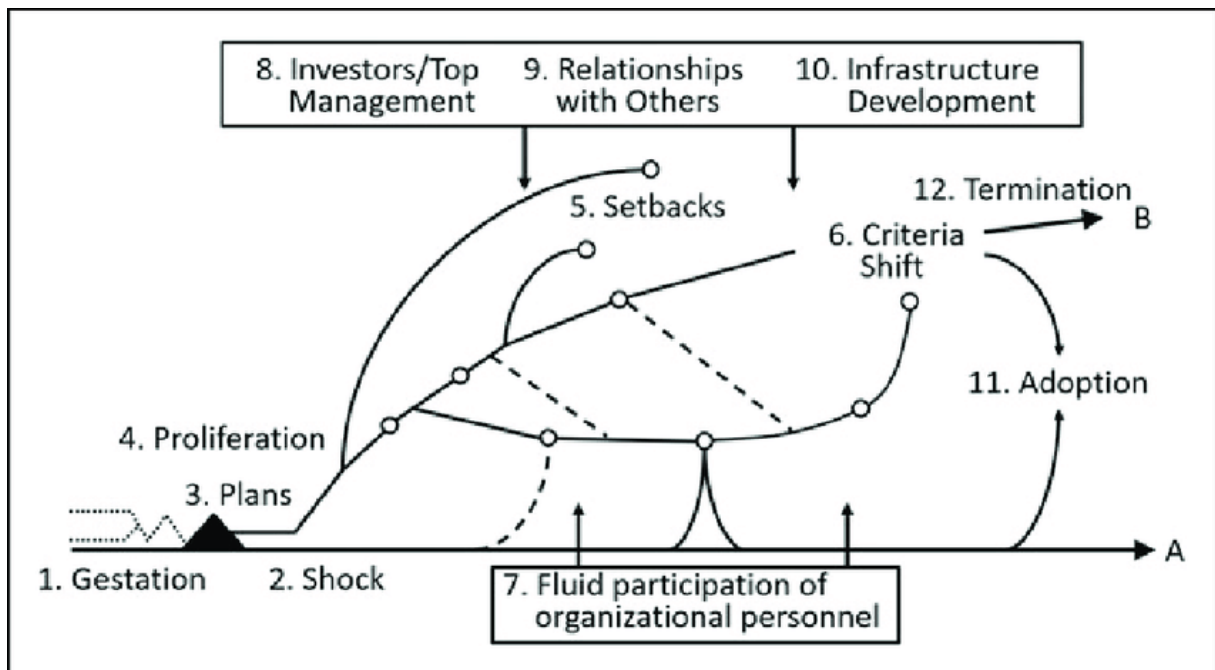 8. Investors/Top
Management
9. Relationships
with Others
10. Infrastructure
Development
12. Termination
B
5. Setbacks
6. Criteria
Shift
11. Adoption
4. Proliferation
3. Plans
A
1. Gestation
2. Shock
7. Fluid participation of
organizational personnel